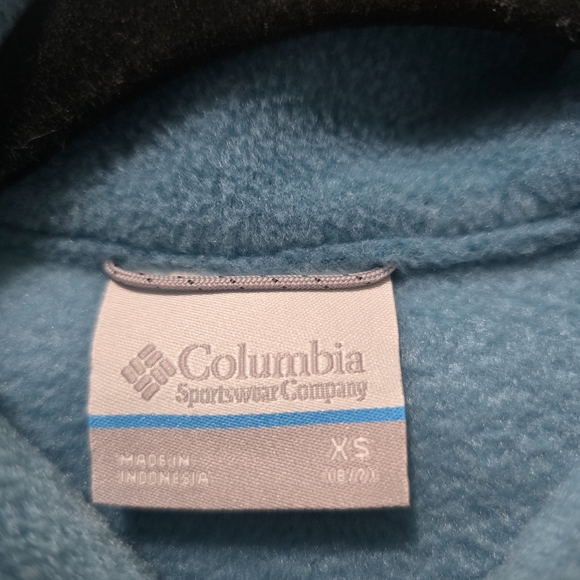 Columbia
Sportswear Company
XS
MADE IN
INDONESIA